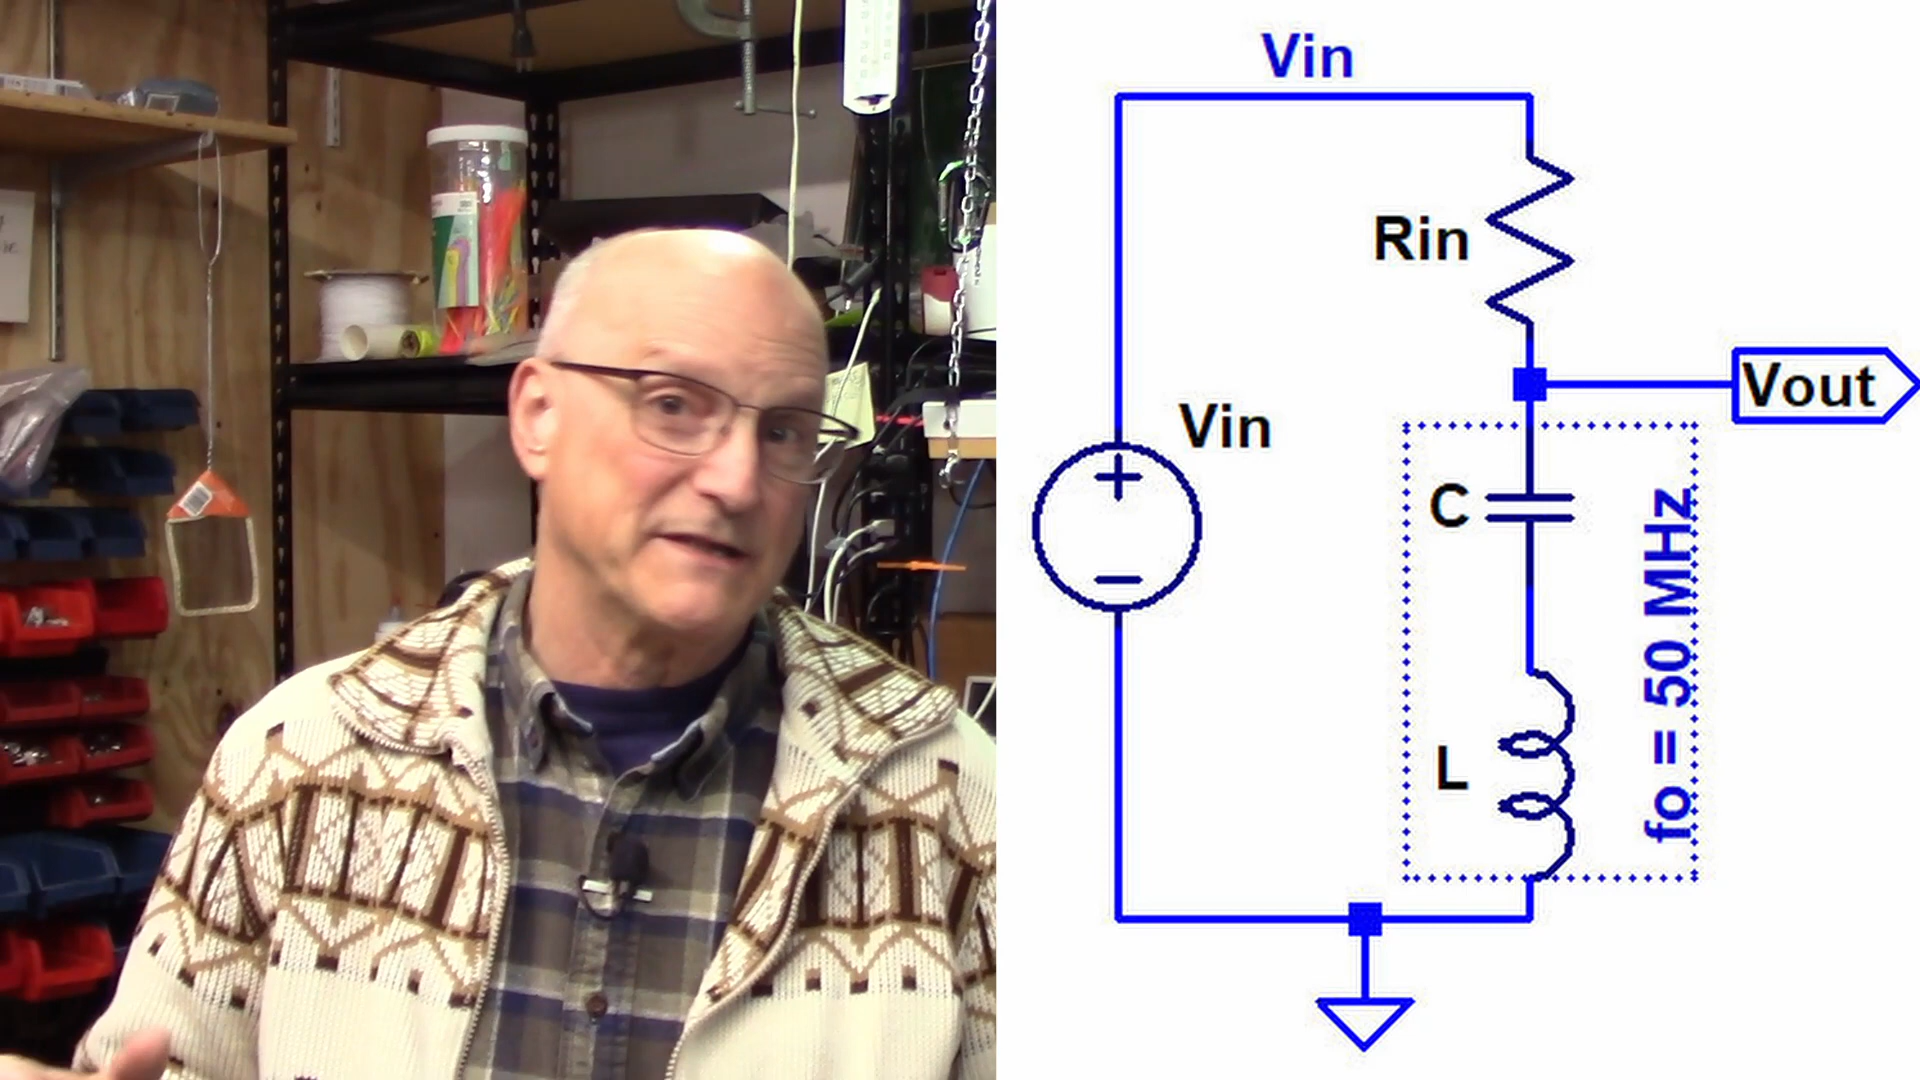 Vin
Rin
Vout
Vin
C
L
fo = 50 MHz